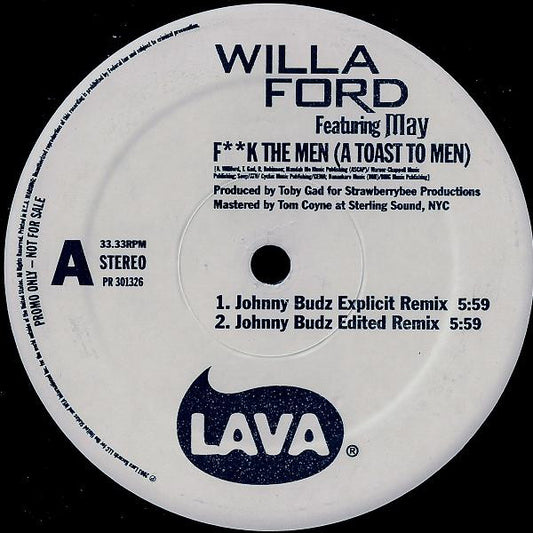 WILLA
FORD
Featuring May
F**K THE MEN (A TOAST TO MEN)
Produced by Toby Gad for Strawberrybee Productions
Mastered by Tom Coyne at Sterling Sound, NYC
A
33.33RPM
STEREO
PR 301326
PROMO ONLY – NOT FOR SALE
1. Johnny Budz Explicit Remix 5:59
2. Johnny Budz Edited Remix 5:59
LAVA
®